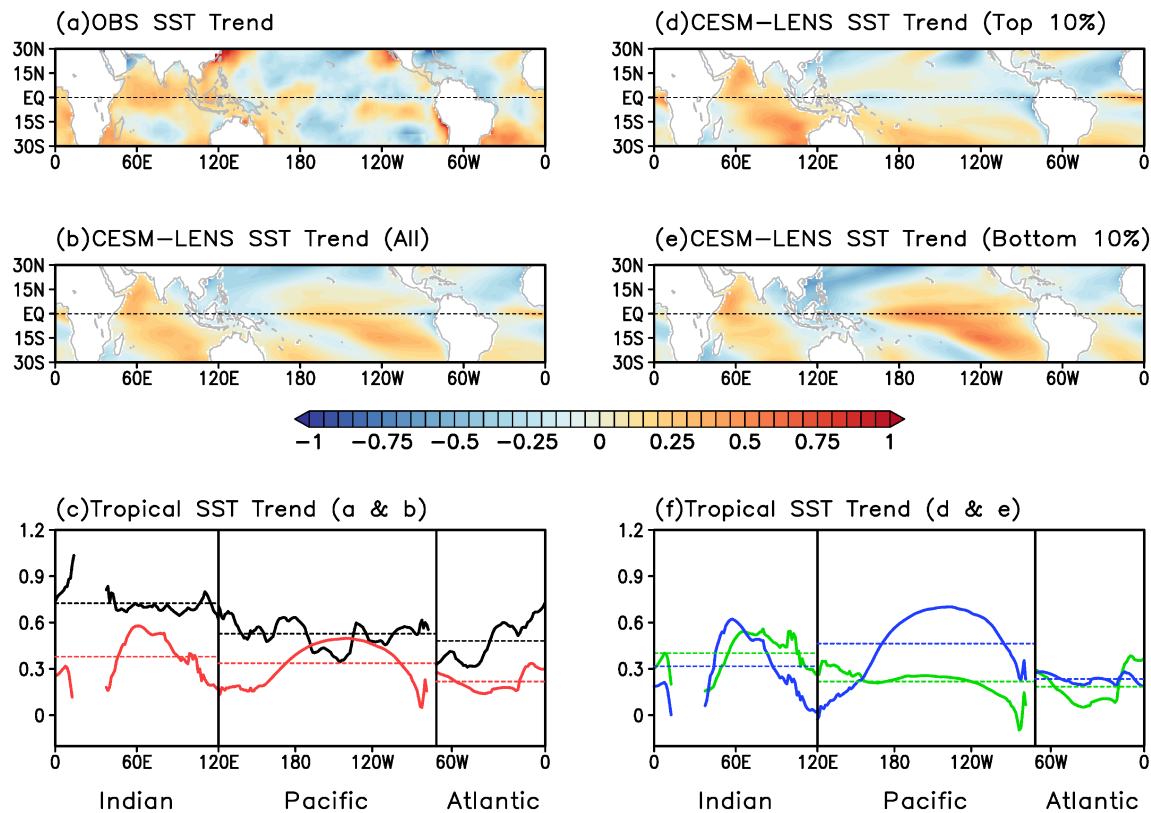 (a)OBS SST Trend
30N
15N
EQ
15S
30S
0 60E 120E 180 120W 60W 0
(d)CESM−LENS SST Trend (Top 10%)
30N
15N
EQ
15S
30S
0 60E 120E 180 120W 60W 0
(b)CESM−LENS SST Trend (All)
30N
15N
EQ
15S
30S
0 60E 120E 180 120W 60W 0
(e)CESM−LENS SST Trend (Bottom 10%)
30N
15N
EQ
15S
30S
0 60E 120E 180 120W 60W 0
−1 −0.75 −0.5 −0.25 0 0.25 0.5 0.75 1
(c)Tropical SST Trend (a & b)
1.2
0.9
0.6
0.3
0
0 60E 120E 180 120W 60W 0
Indian Pacific Atlantic
(f)Tropical SST Trend (d & e)
1.2
0.9
0.6
0.3
0
0 60E 120E 180 120W 60W 0
Indian Pacific Atlantic